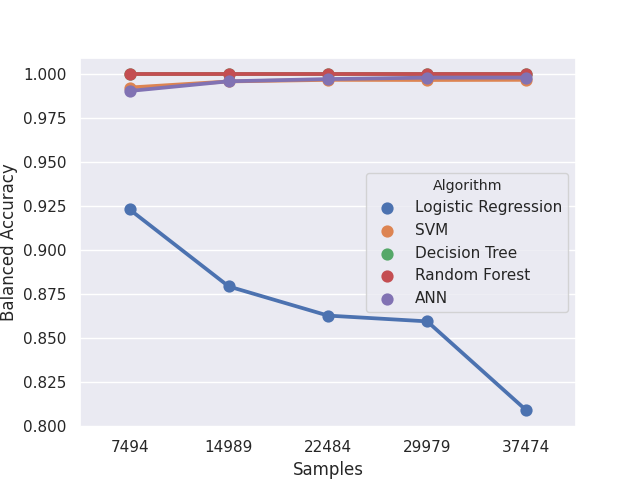 1.000
0.975
0.950
0.925
0.900
0.875
0.850
0.825
0.800
Balanced Accuracy
Algorithm
Logistic Regression
SVM
Decision Tree
Random Forest
ANN
7494 14989 22484 29979 37474
Samples